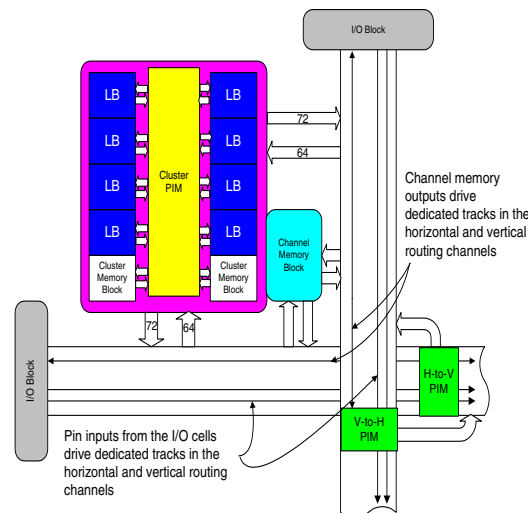 I/O Block
LB
LB
LB
LB
LB
LB
LB
LB
Cluster
PIM
Cluster
Memory
Block
Cluster
Memory
Block
72
64
Channel
Memory
Block
Channel memory
outputs drive
dedicated tracks in the
horizontal and vertical
routing channels
72
64
I/O Block
H-to-V
PIM
V-to-H
PIM
Pin inputs from the I/O cells
drive dedicated tracks in the
horizontal and vertical routing
channels